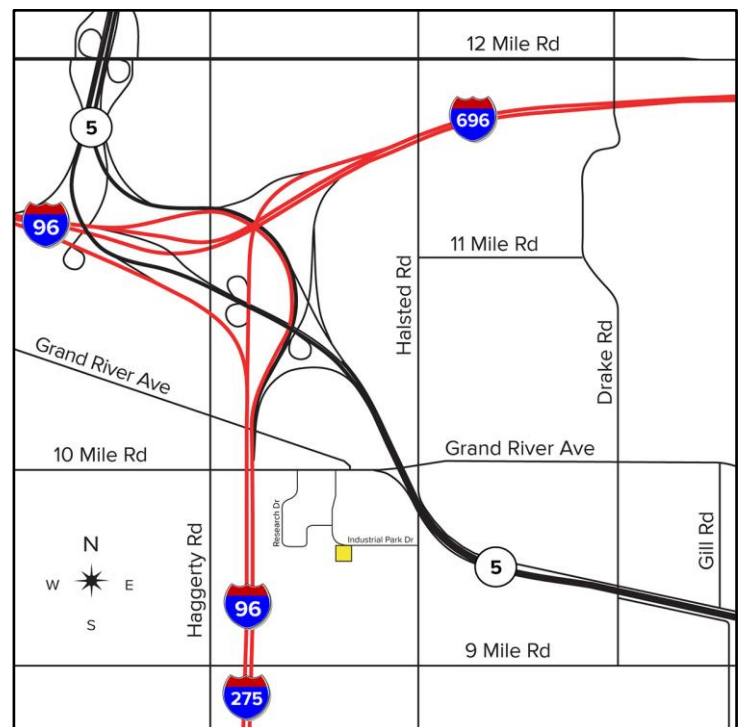 12 Mile Rd
5
696
96
11 Mile Rd
Halsted Rd
Drake Rd
Grand River Ave
10 Mile Rd
Grand River Ave
Research Dr
Industrial Park Dr
Haggerty Rd
Gill Rd
N
W E
S
5
96
9 Mile Rd
275